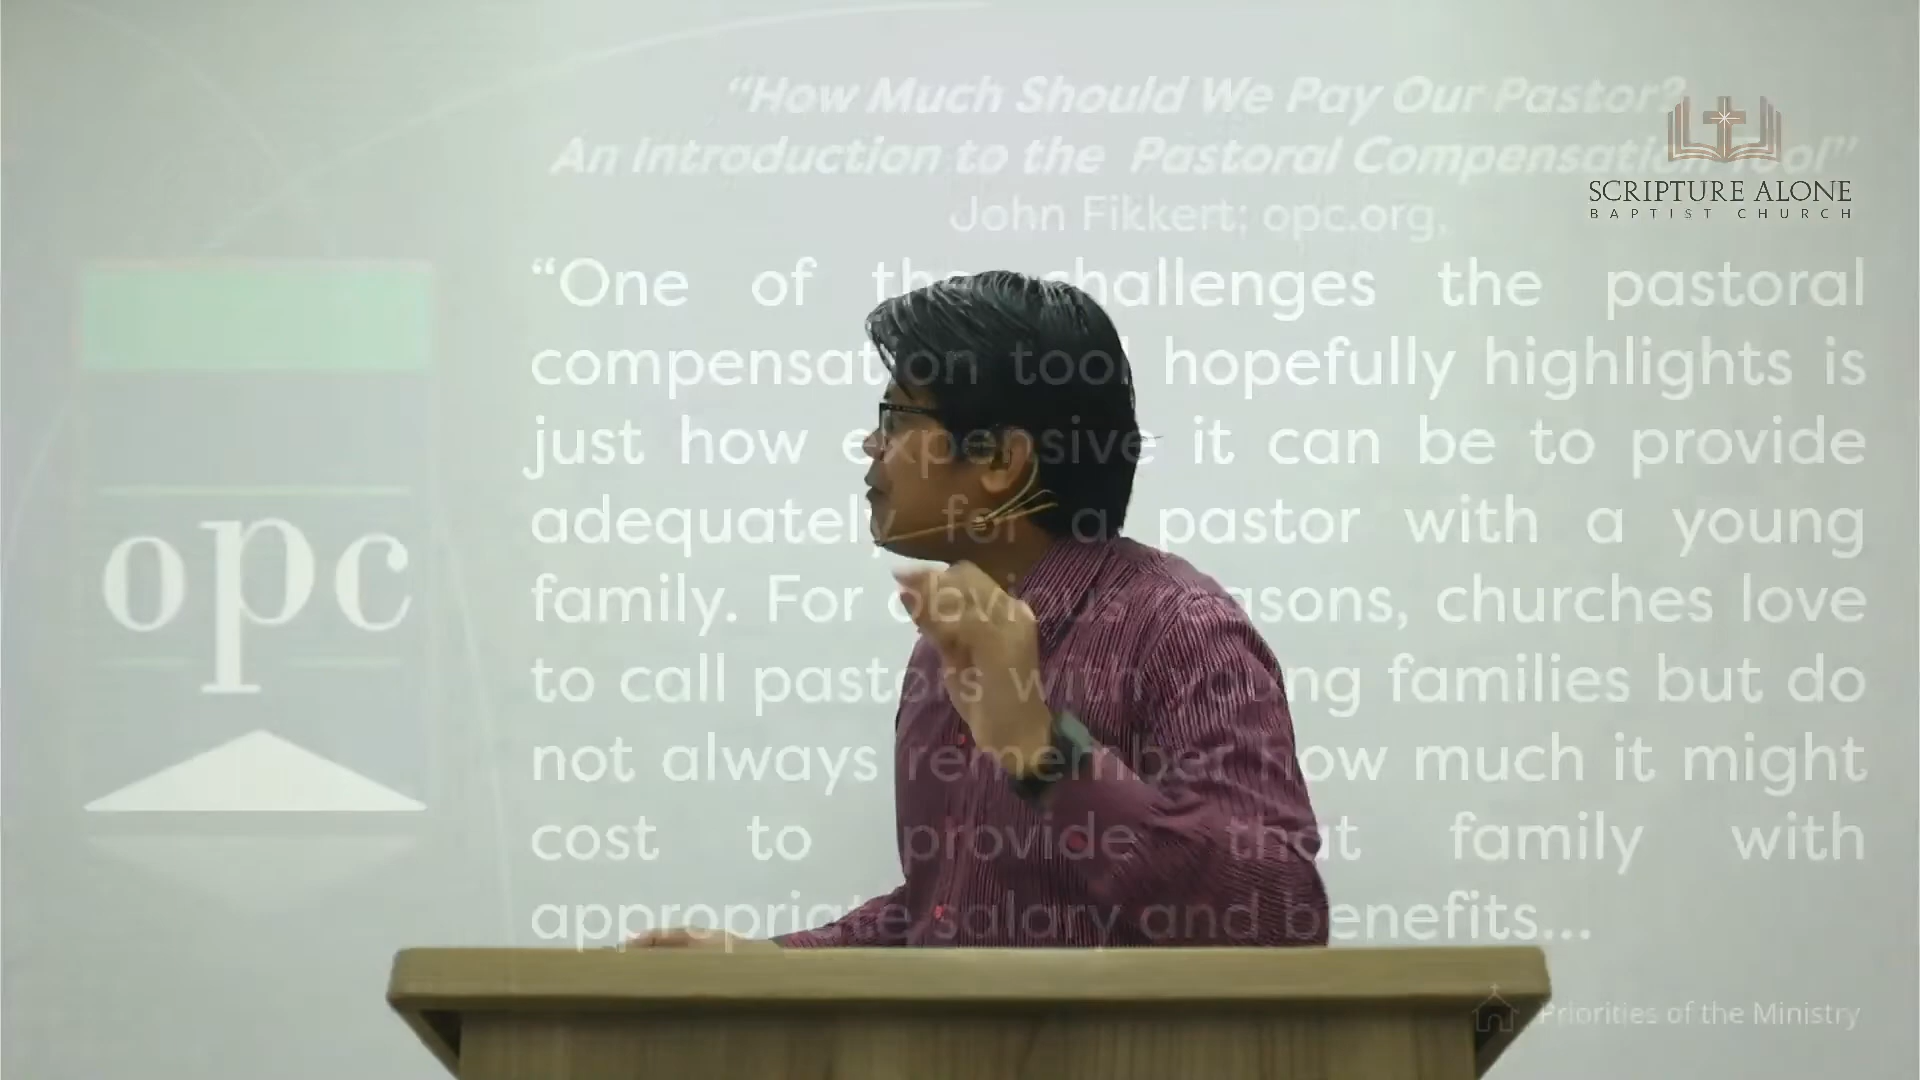 “How Much Should We Pay Our Pastor?
An Introduction to the Pastoral Compensation Tool”
John Fikkert; opc.org,
SCRIPTURE ALONE
BAPTIST CHURCH
“One of the challenges the pastoral
compensation tool hopefully highlights is
just how expensive it can be to provide
adequately for a pastor with a young
family. For obvious reasons, churches love
to call pastors with young families but do
not always remember how much it might
cost to provide that family with
appropriate salary and benefits...
opc
Priorities of the Ministry